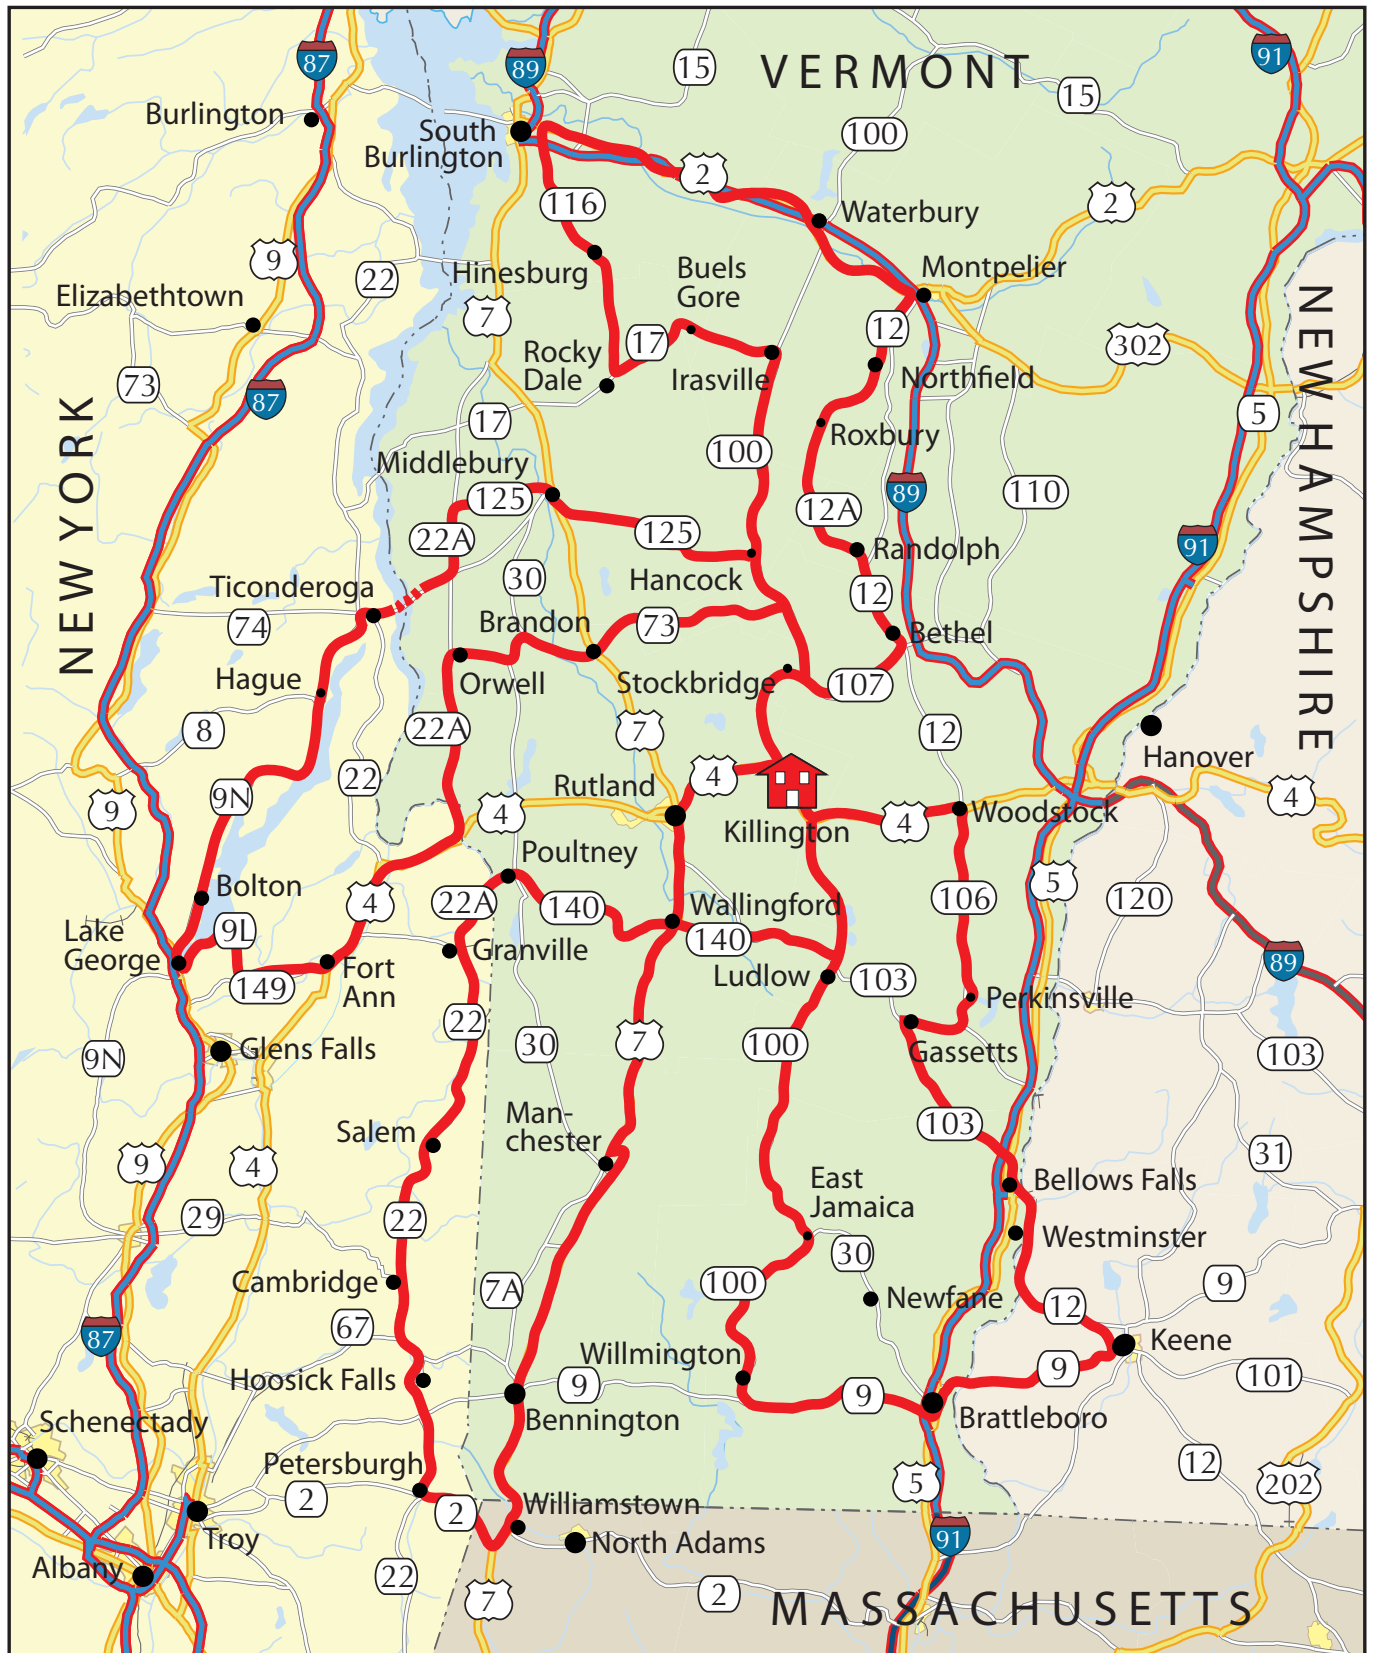 87
89
15
VERMONT
91
15
Burlington
South
Burlington
100
2
116
2
Waterbury
9
22
Hinesburg
Buels
Gore
Montpelier
Elizabethtown
7
12
302
NEW HAMPSHIRE
17
Rocky
Dale
Irasville
Northfield
73
87
NEW YORK
17
5
Roxbury
100
Middlebury
125
89
110
12A
125
22A
91
Randolph
Hancock
30
Ticonderoga
12
74
Brandon
73
Bethel
Hague
Orwell
Stockbridge
107
8
22A
7
12
Hanover
22
4
Rutland
9N
9
4
4
Killington
4
Woodstock
Poultney
5
Bolton
22A
140
Wallingford
106
120
4
9L
Lake
George
140
Granville
89
Fort
Ann
Ludlow
103
149
Perkinsville
22
7
100
Gassetts
30
9N
Glens Falls
103
103
Man-
chester
Salem
31
9
4
East
Jamaica
Bellows Falls
22
29
Westminster
30
Cambridge
7A
100
9
Newfane
12
67
87
Willmington
Keene
Hoosick Falls
9
9
9
101
Bennington
Brattleboro
Schenectady
Petersburgh
12
5
202
2
2
Williamstown
Troy
North Adams
91
Albany
22
7
2
MASSACHUSETTS